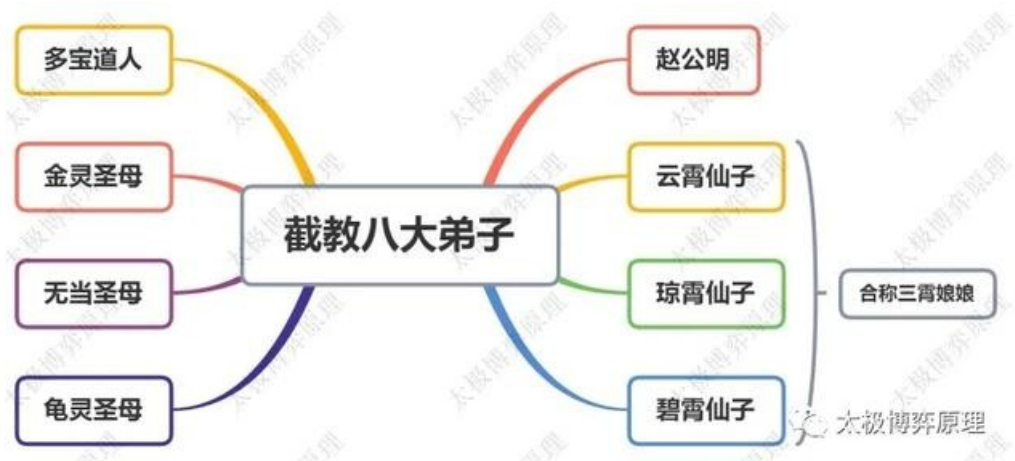 多宝道人
金灵圣母
无当圣母
龟灵圣母
截教八大弟子
赵公明
云霄仙子
琼霄仙子
碧霄仙子
合称三霄娘娘
太极博弈原理